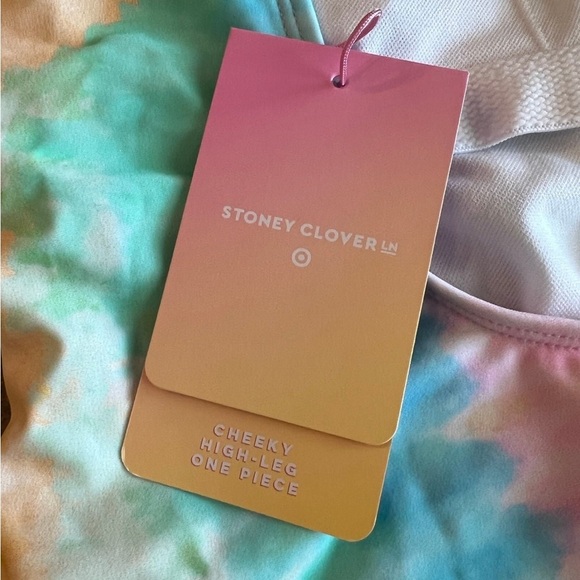 STONEY CLOVER LN
CHEEKY
HIGH-LEG
ONE PIECE